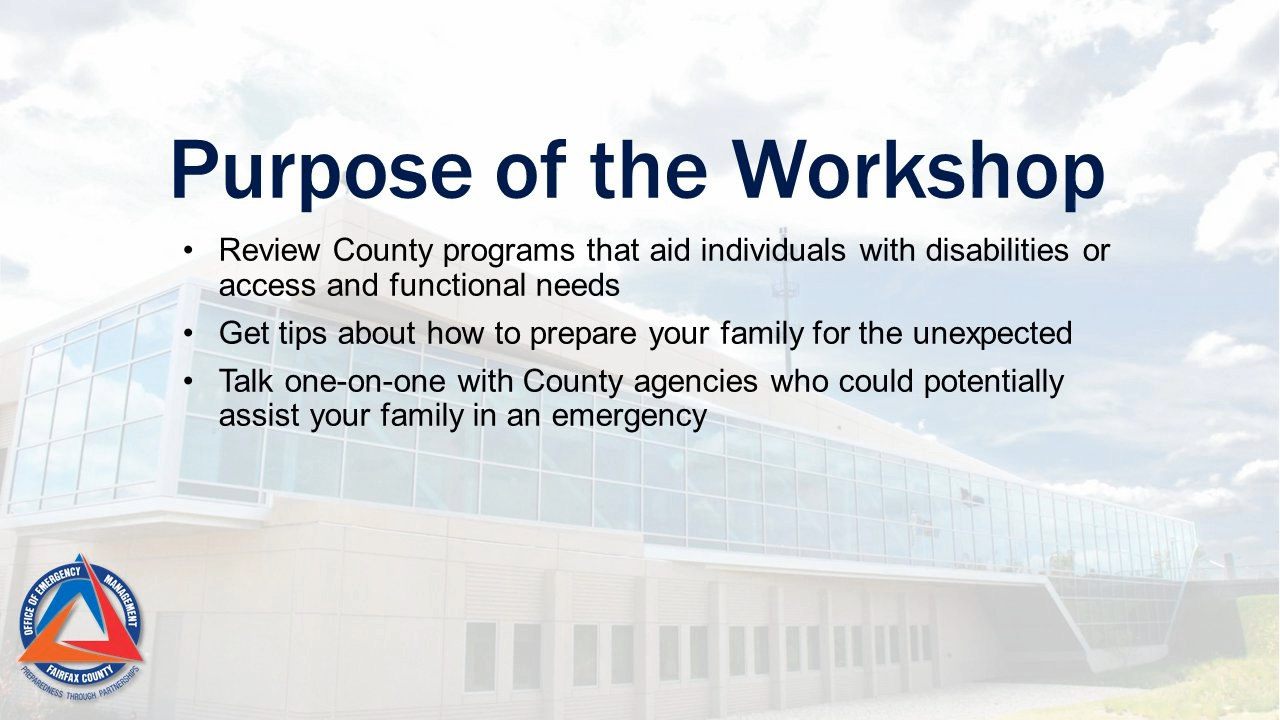 Purpose of the Workshop
• Review County programs that aid individuals with disabilities or
access and functional needs
• Get tips about how to prepare your family for the unexpected
• Talk one-on-one with County agencies who could potentially
assist your family in an emergency
OFFICE OF EMERGENCY MANAGEMENT
FAIRFAX COUNTY
PREPAREDNESS THROUGH PARTNERSHIPS